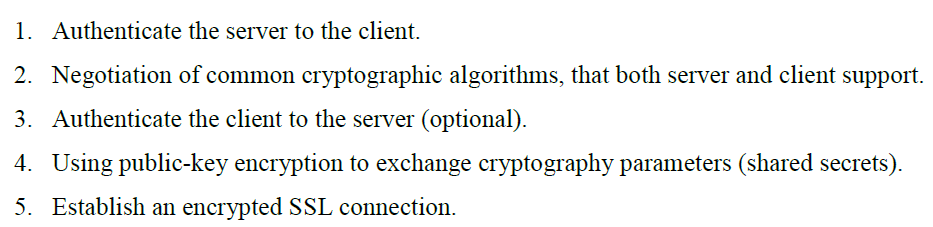 1. Authenticate the server to the client.
2. Negotiation of common cryptographic algorithms, that both server and client support.
3. Authenticate the client to the server (optional).
4. Using public-key encryption to exchange cryptography parameters (shared secrets).
5. Establish an encrypted SSL connection.